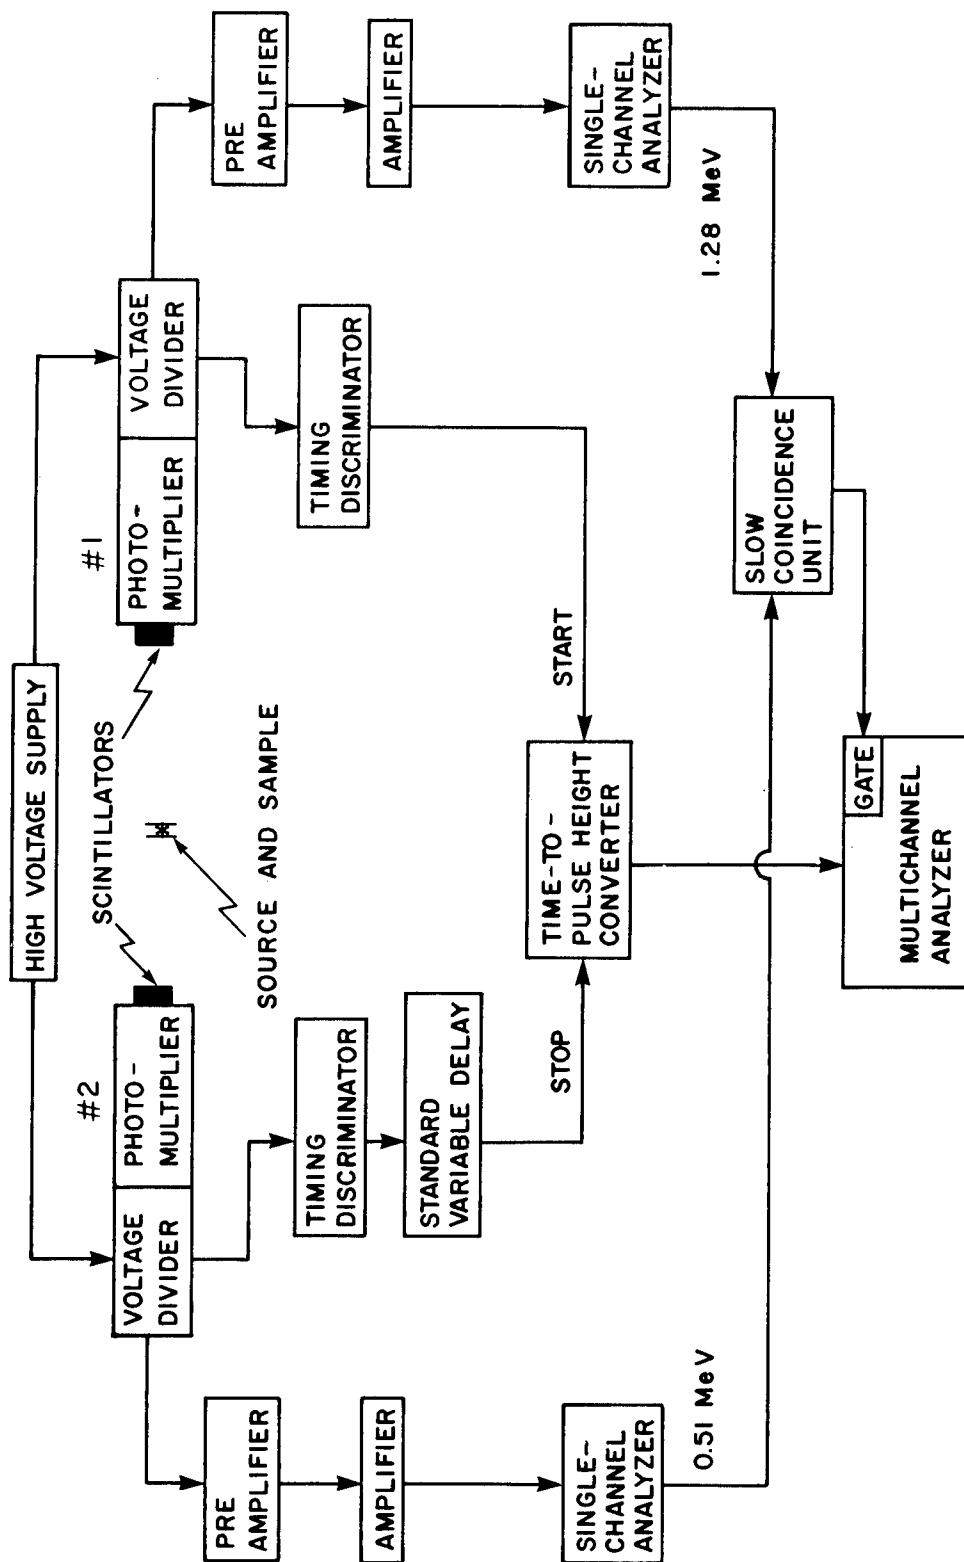 HIGH VOLTAGE SUPPLY
#2
SCINTILLATORS
#1
VOLTAGE
DIVIDER
PHOTO-
MULTIPLIER
PHOTO-
MULTIPLIER
VOLTAGE
DIVIDER
SOURCE AND SAMPLE
PRE
AMPLIFIER
TIMING
DISCRIMINATOR
TIMING
DISCRIMINATOR
PRE
AMPLIFIER
AMPLIFIER
STANDARD
VARIABLE DELAY
AMPLIFIER
STOP
START
SINGLE-
CHANNEL
ANALYZER
TIME-TO-
PULSE HEIGHT
CONVERTER
SINGLE-
CHANNEL
ANALYZER
0.51 MeV
1.28 MeV
SLOW
COINCIDENCE
UNIT
GATE
MULTICHANNEL
ANALYZER